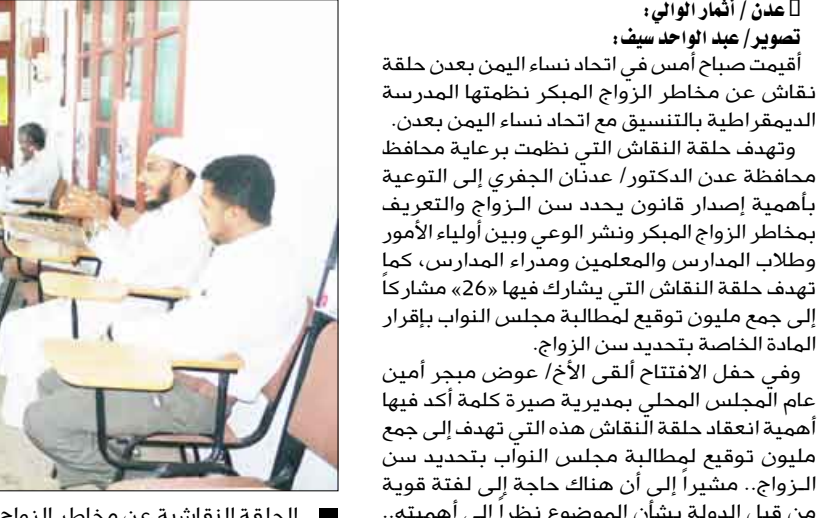 عدن / أثمار الوالي:
تصوير/ عبد الواحد سيف:
أقيمت صباح أمس في اتحاد نساء اليمن بعدن حلقة
نقاش عن مخاطر الزواج المبكر نظمتها المدرسة
الديمقراطية بالتنسيق مع اتحاد نساء اليمن بعدن.
وتهدف حلقة النقاش التي نظمت برعاية محافظ
محافظة عدن الدكتور/ عدنان الجفري إلى التوعية
بأهمية إصدار قانون يحدد سن الـزواج والتعريف
بمخاطر الزواج المبكر ونشر الوعي وبين أولياء الأمور
وطلاب المدارس والمعلمين ومدراء المدارس، كما
تهدف حلقة النقاش التي يشارك فيها «26» مشاركاً
إلى جمع مليون توقيع لمطالبة مجلس النواب بإقرار
المادة الخاصة بتحديد سن الزواج.
وفي حفل الافتتاح ألقى الأخ/ عوض مبجر أمين
عام المجلس المحلي بمديرية صيرة كلمة أكد فيها
أهمية انعقاد حلقة النقاش هذه التي تهدف إلى جمع
مليون توقيع لمطالبة مجلس النواب بتحديد سن
الـزواج.. مشيراً إلى أن هناك حاجة إلى لفتة قوية
من قبل الدولة بشأن الموضوع نظراً إلى أهميته..
الحلقة النقاشية عن مخاطر الزواج